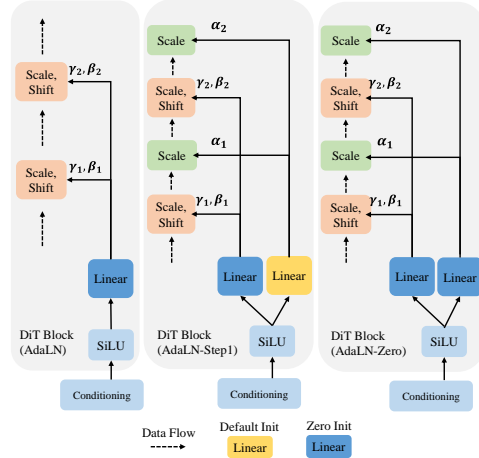 Scale, Shift
γ₂, β₂
Scale, Shift
γ₁, β₁
Linear
SiLU
DiT Block
(AdaLN)
Conditioning
Scale
α₂
Scale, Shift
γ₂, β₂
Scale
α₁
Scale, Shift
γ₁, β₁
Linear
Linear
SiLU
DiT Block
(AdaLN-Step1)
Conditioning
Scale
α₂
Scale, Shift
γ₂, β₂
Scale
α₁
Scale, Shift
γ₁, β₁
Linear
Linear
SiLU
DiT Block
(AdaLN-Zero)
Conditioning
Data Flow
Default Init
Linear
Zero Init
Linear